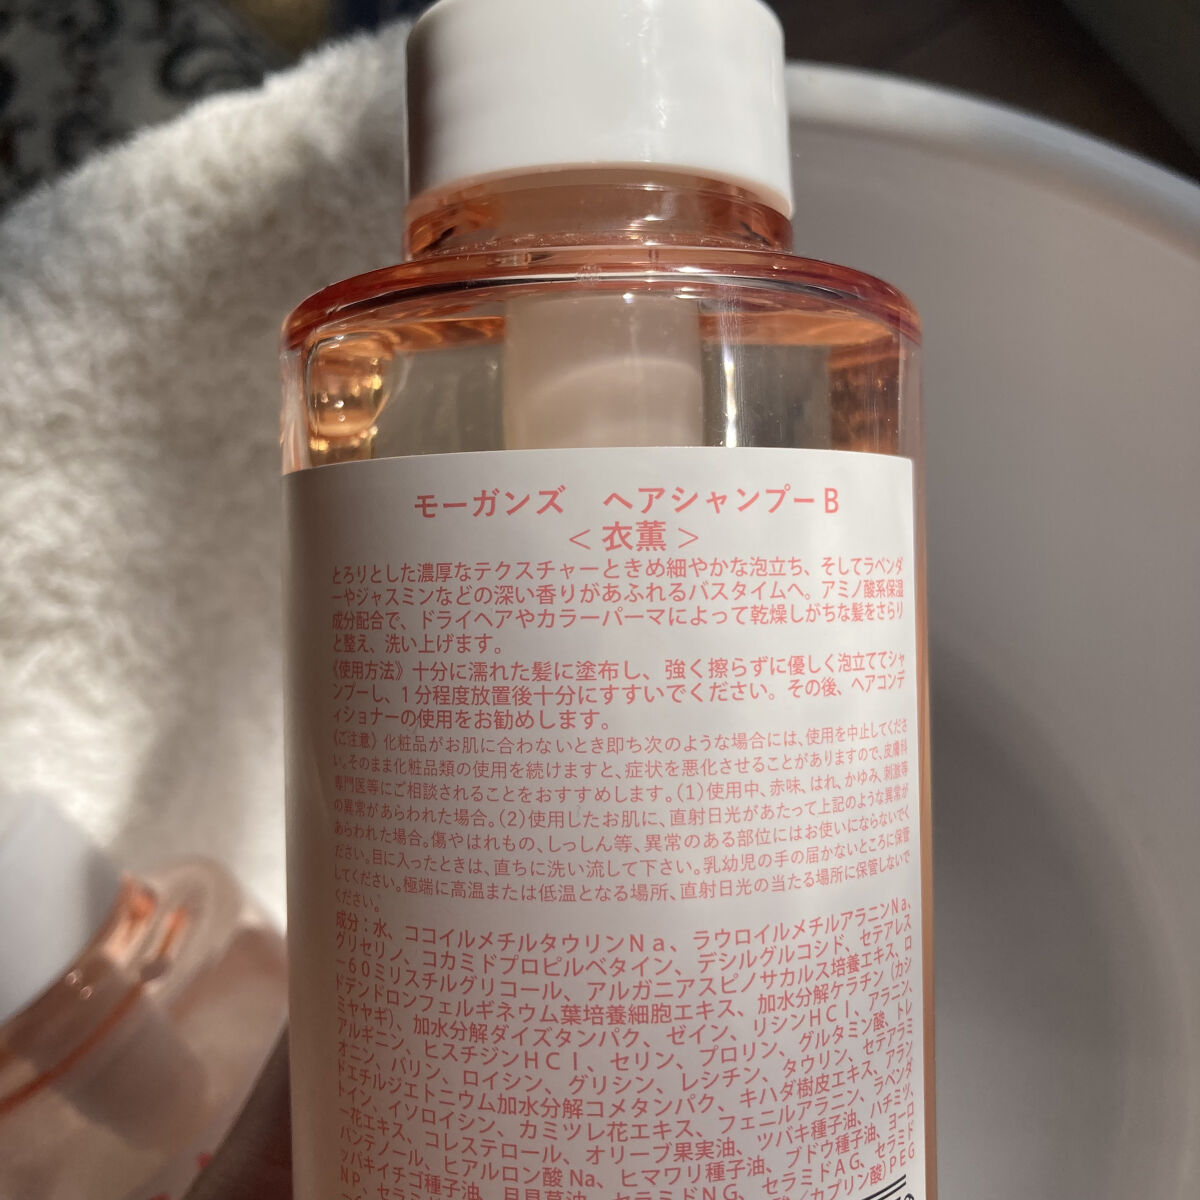 モーガンズ　ヘアシャンプーB
<衣薫>
とろりとした濃厚なテクスチャーときめ細やかな泡立ち、そしてラベンダ
ーやジャスミンなどの深い香りがあふれるバスタイムへ。アミノ酸系保湿
成分配合で、ドライヘアやカラーパーマによって乾燥しがちな髪をさらり
と整え、洗い上げます。
《使用方法》十分に濡れた髪に塗布し、強く擦らずに優しく泡立ててシャ
ンプーし、1分程度放置後十分にすすいでください。その後、ヘアコンデ
ィショナーの使用をお勧めします。
《ご注意》化粧品がお肌に合わないとき即ち次のような場合には、使用を中止してくださ
い。そのまま化粧品類の使用を続けますと、症状を悪化させることがありますので、皮膚科
専門医等にご相談されることをおすすめします。(1)使用中、赤味、はれ、かゆみ、刺激等
の異常があらわれた場合。(2)使用したお肌に、直射日光があたって上記のような異常が
あらわれた場合。傷やはれもの、しっしん等、異常のある部位にはお使いにならないでく
ださい。目に入ったときは、直ちに洗い流して下さい。乳幼児の手の届かないところに保管
してください。極端に高温または低温となる場所、直射日光の当たる場所に保管しないで
ください。
成分：水、ココイルメチルタウリンNa、ラウロイルメチルアラニンNa、
グリセリン、コカミドプロピルベタイン、デシルグルコシド、セテアレス
−60ミリスチルグリコール、アルガニアスピノサカルス培養エキス、ロ
ドデンドロンフェルギネウム葉培養細胞エキス、加水分解ケラチン（カシ
ミヤヤギ）、加水分解ダイズタンパク、ゼイン、リシンHCl、アラニン、
アルギニン、ヒスチジンHCl、セリン、プロリン、グルタミン酸、トレ
オニン、バリン、ロイシン、グリシン、レシチン、タウリン、セテアラミ
ドエチルジエトニウム加水分解コメタンパク、キハダ樹皮エキス、アラン
トイン、イソロイシン、カミツレ花エキス、フェニルアラニン、ラベンダ
ー花エキス、コレステロール、オリーブ果実油、ツバキ種子油、ハチミツ、
パンテノール、ヒアルロン酸Na、ヒマワリ種子油、ブドウ種子油、ヨーロ
ッパキイチゴ種子油、月見草油、セラミドNG、セラミドAG、セラミド
NP、セラミド カプリン酸）PEG